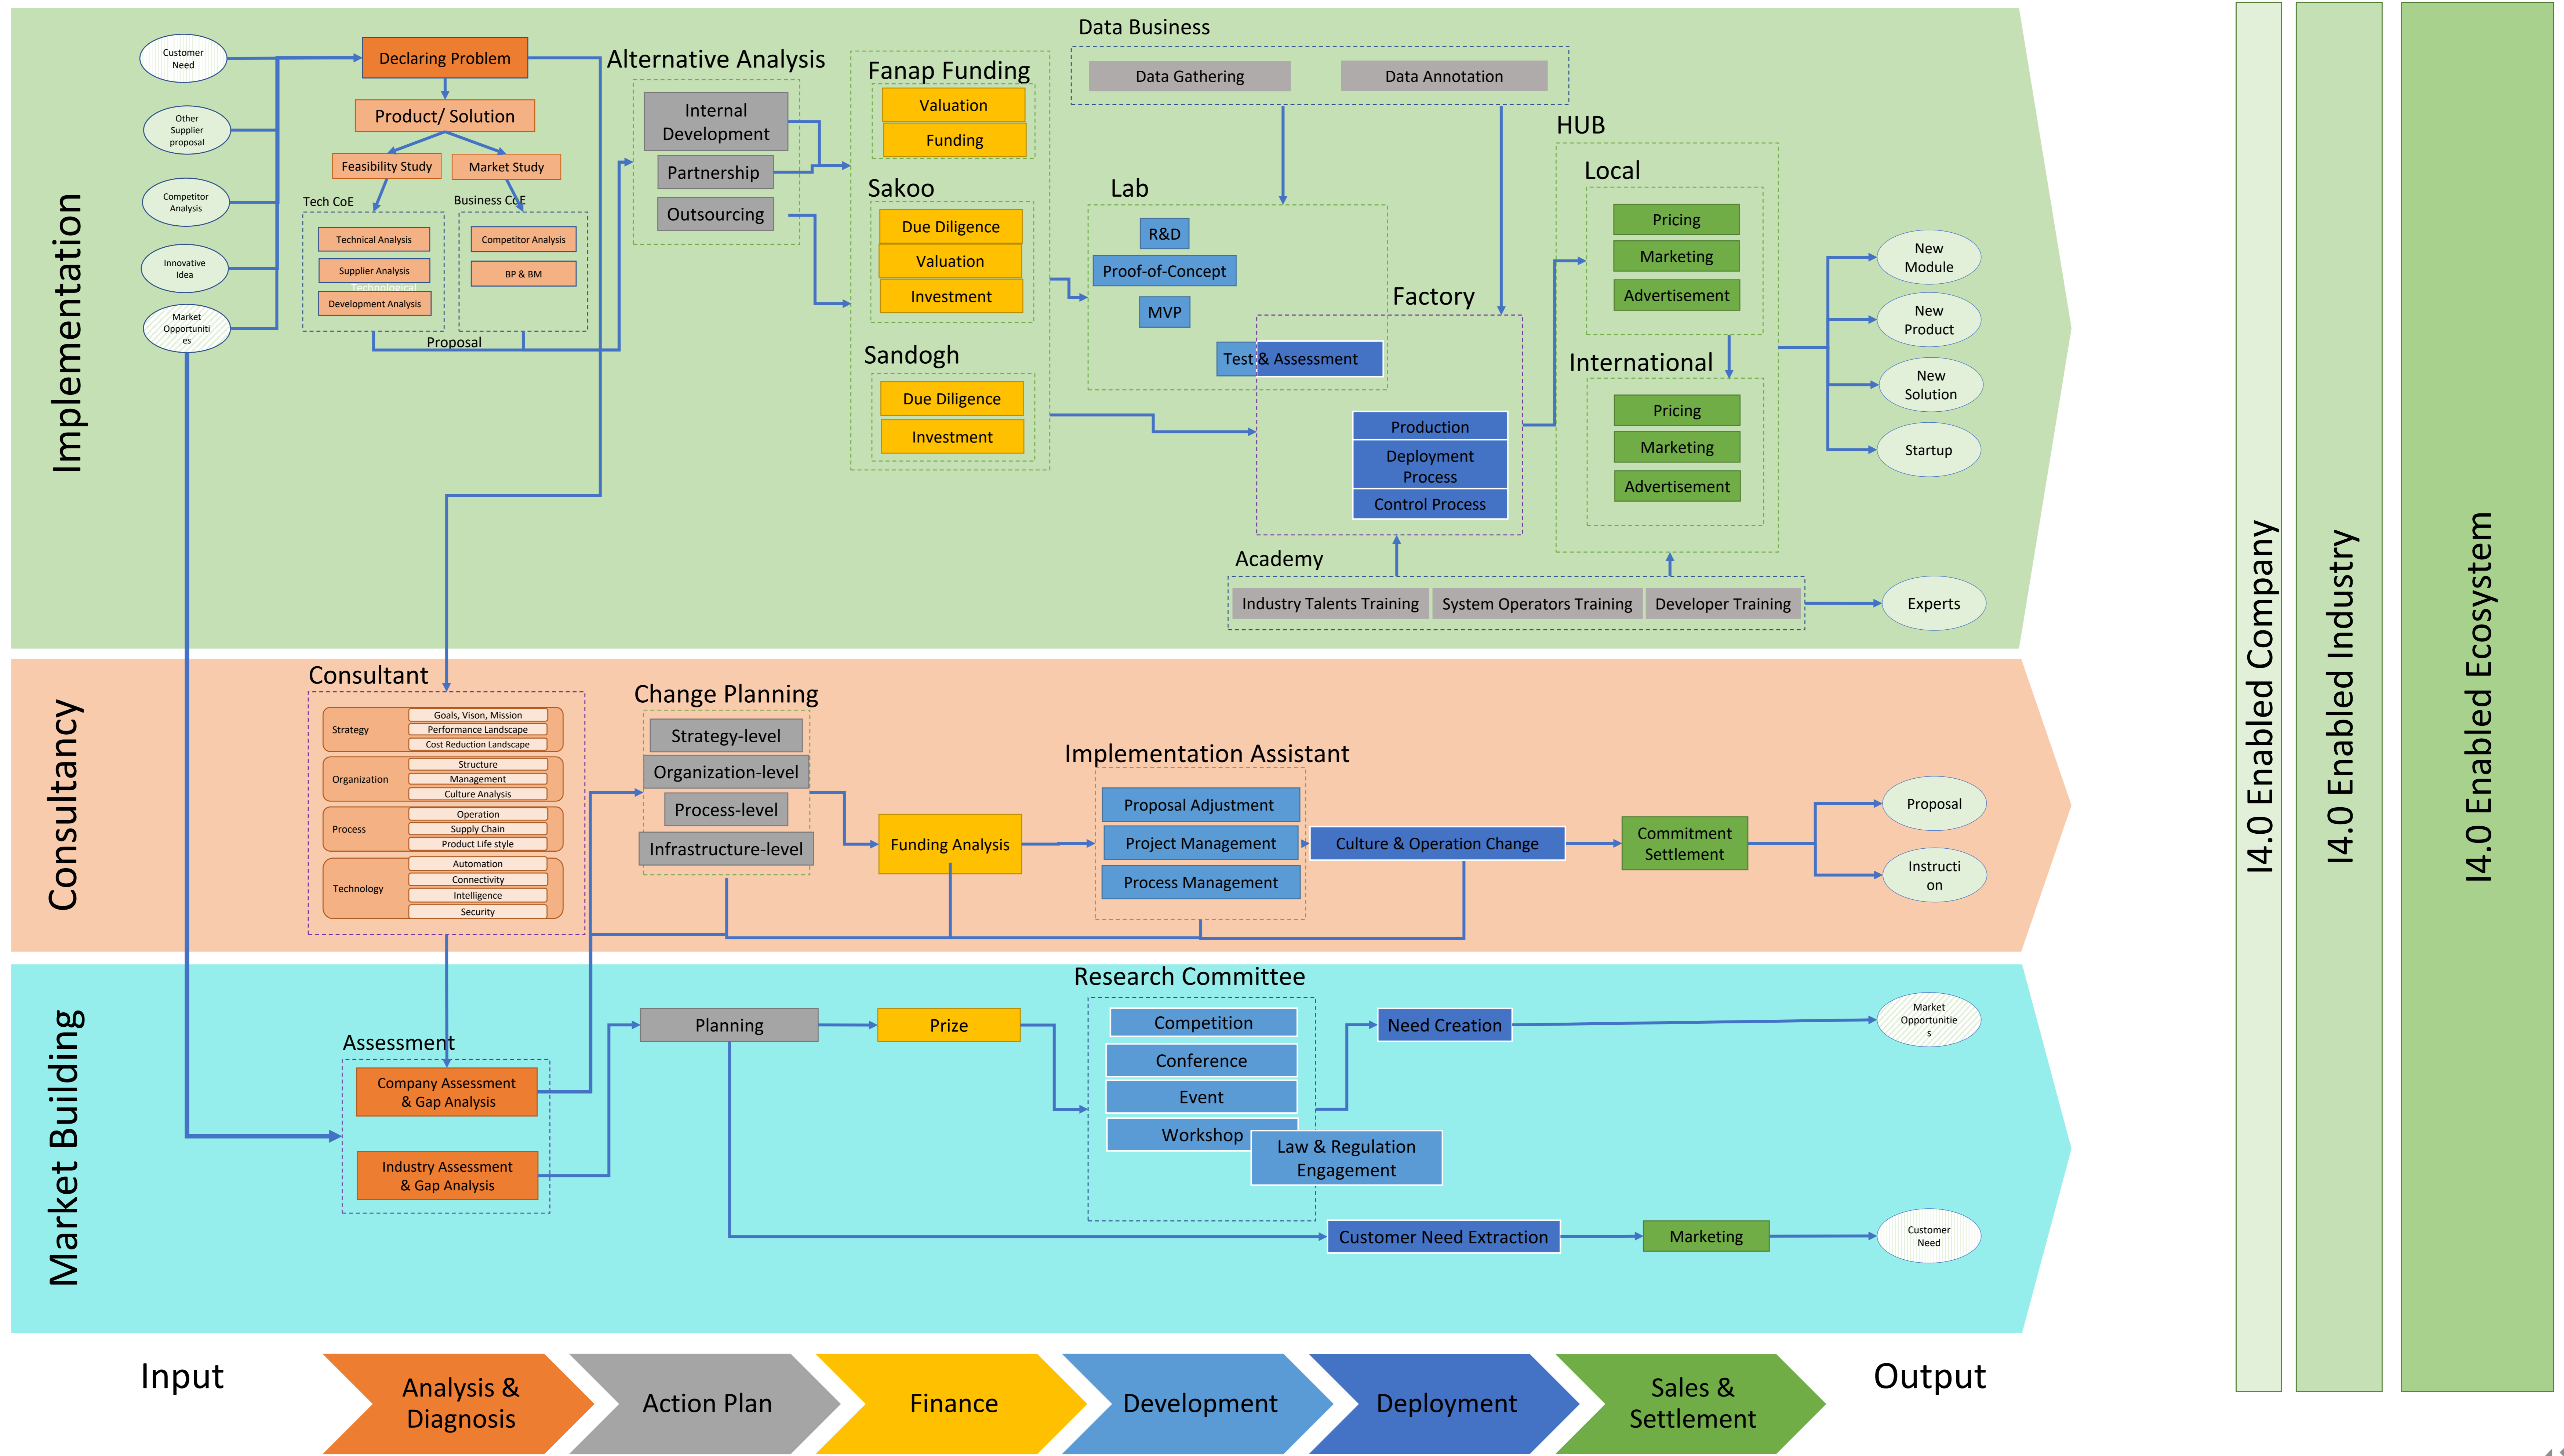 Implementation
Customer
Need
Other
Supplier
proposal
Competitor
Analysis
Innovative
Idea
Market
Opportuniti
es
Declaring Problem
Product/ Solution
Feasibility Study
Market Study
Tech CoE
Technical Analysis
Supplier Analysis
Technological
Development Analysis
Business CoE
Competitor Analysis
BP & BM
Proposal
Alternative Analysis
Internal
Development
Partnership
Outsourcing
Fanap Funding
Valuation
Funding
Sakoo
Due Diligence
Valuation
Investment
Sandogh
Due Diligence
Investment
Data Business
Data Gathering
Data Annotation
Lab
R&D
Proof-of-Concept
MVP
Test & Assessment
Factory
Production
Deployment
Process
Control Process
HUB
Local
Pricing
Marketing
Advertisement
International
Pricing
Marketing
Advertisement
Academy
Industry Talents Training
System Operators Training
Developer Training
New
Module
New
Product
New
Solution
Startup
Experts
Consultancy
Consultant
Strategy
Goals, Vison, Mission
Performance Landscape
Cost Reduction Landscape
Organization
Structure
Management
Culture Analysis
Process
Operation
Supply Chain
Product Life style
Technology
Automation
Connectivity
Intelligence
Security
Change Planning
Strategy-level
Organization-level
Process-level
Infrastructure-level
Funding Analysis
Implementation Assistant
Proposal Adjustment
Project Management
Process Management
Culture & Operation Change
Commitment
Settlement
Proposal
Instructi
on
Market Building
Assessment
Company Assessment
& Gap Analysis
Industry Assessment
& Gap Analysis
Planning
Prize
Research Committee
Competition
Conference
Event
Workshop
Law & Regulation
Engagement
Need Creation
Customer Need Extraction
Marketing
Market
Opportunitie
s
Customer
Need
Input
Analysis &
Diagnosis
Action Plan
Finance
Development
Deployment
Sales &
Settlement
Output
I4.0 Enabled Company
I4.0 Enabled Industry
I4.0 Enabled Ecosystem